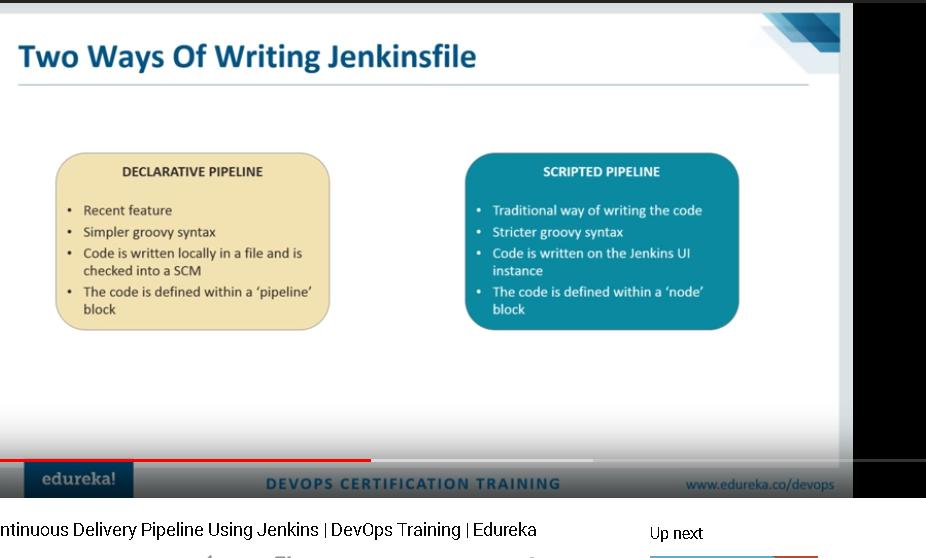 Two Ways Of Writing Jenkinsfile
DECLARATIVE PIPELINE
• Recent feature
• Simpler groovy syntax
• Code is written locally in a file and is
checked into a SCM
• The code is defined within a ‘pipeline’
block
SCRIPTED PIPELINE
• Traditional way of writing the code
• Stricter groovy syntax
• Code is written on the Jenkins UI
instance
• The code is defined within a ‘node’
block
edureka!
DEVOPS CERTIFICATION TRAINING
www.edureka.co/devops
ntinuous Delivery Pipeline Using Jenkins | DevOps Training | Edureka
Up next